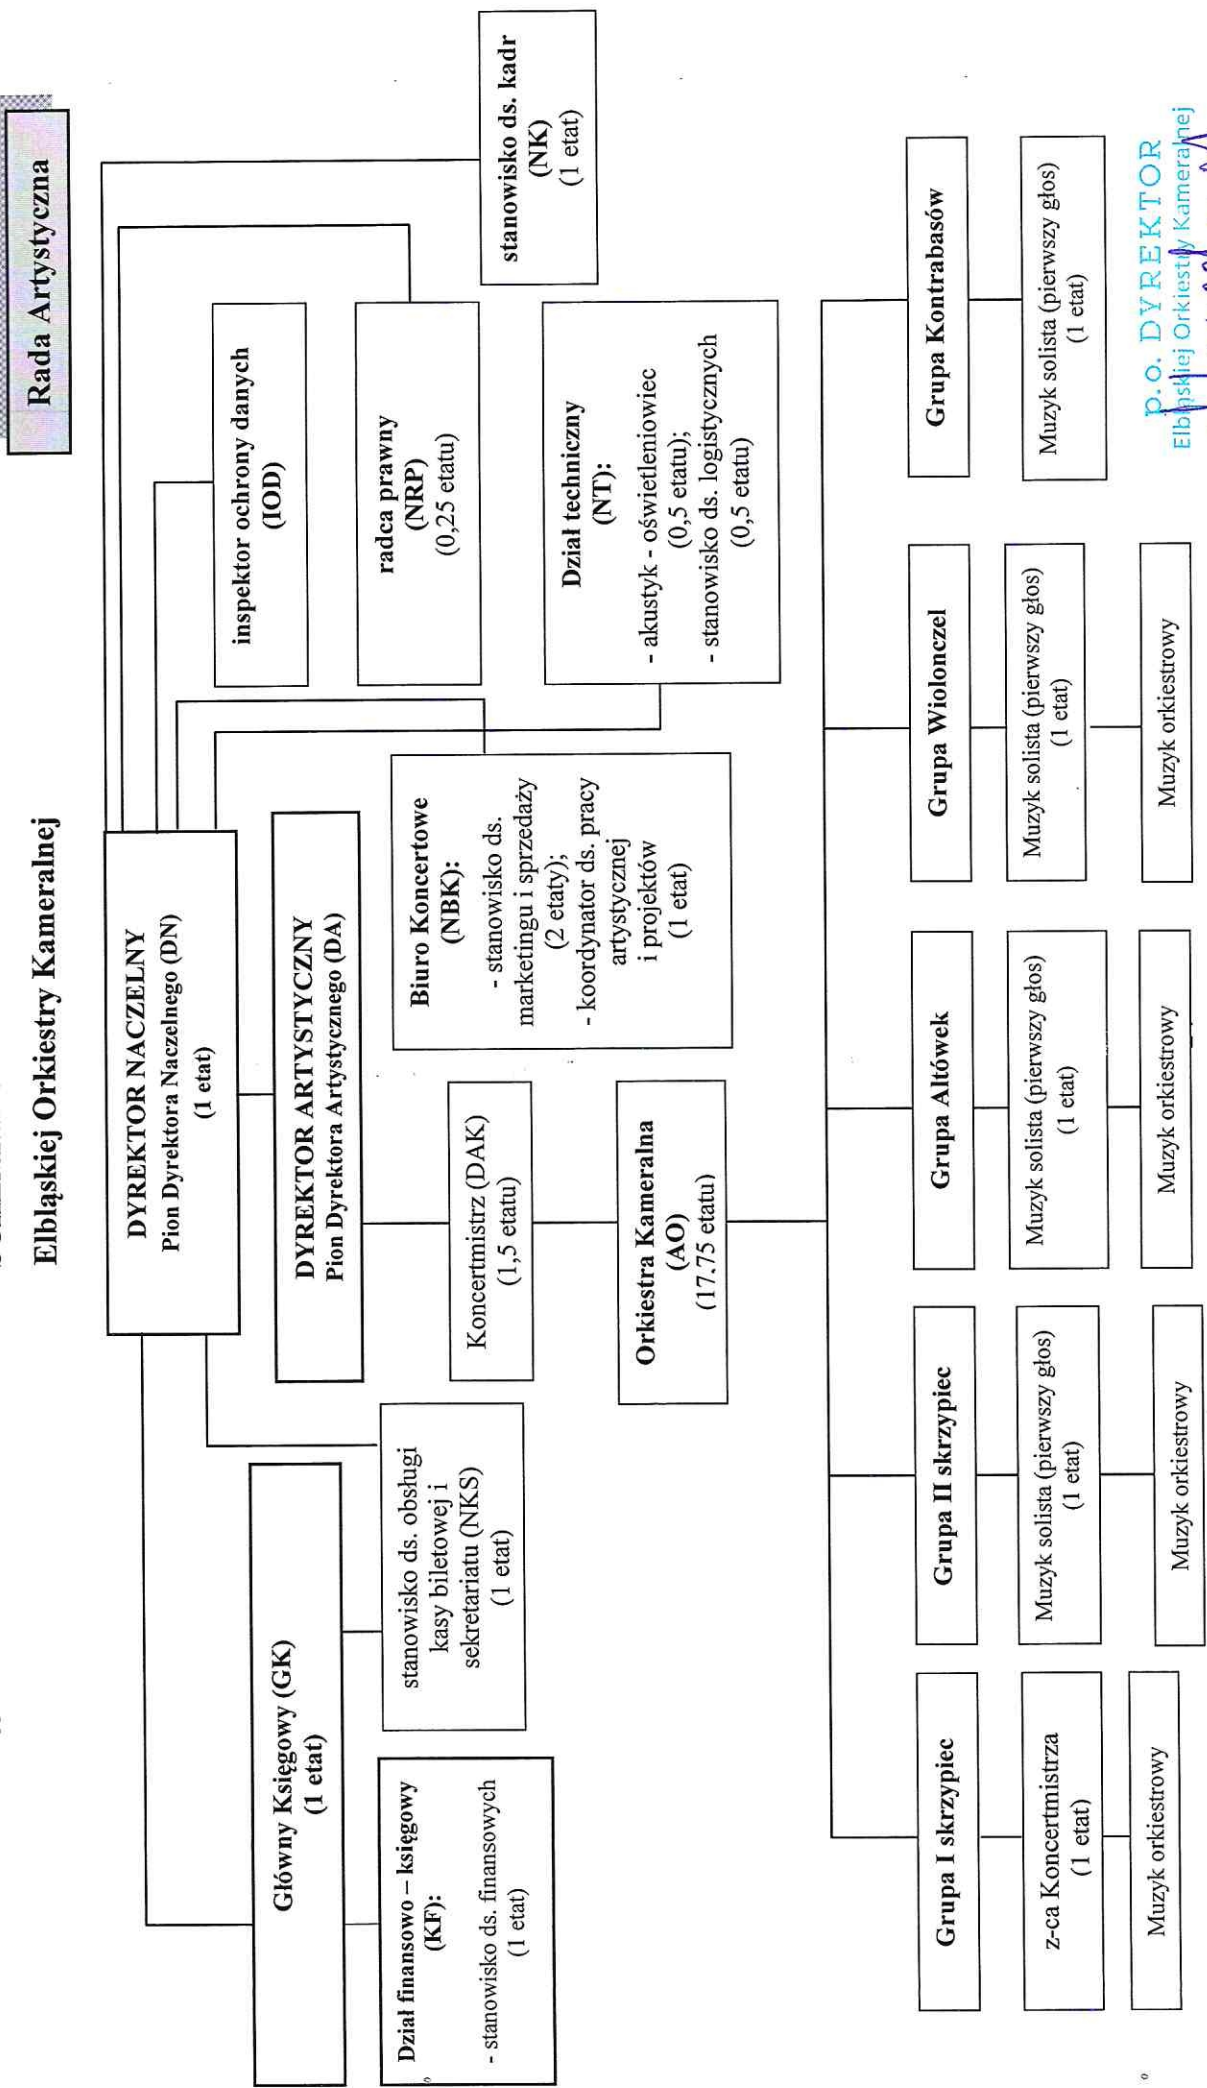 Rada Artystyczna
Elbląskiej Orkiestry Kameralnej
DYREKTOR NACZELNY
Pion Dyrektora Naczelnego (DN)
(1 etat)
DYREKTOR ARTYSTYCZNY
Pion Dyrektora Artystycznego (DA)
Główny Księgowy (GK)
(1 etat)
Dział finansowo – księgowy
(KF):
- stanowisko ds. finansowych
(1 etat)
stanowisko ds. obsługi
kasy biletowej i
sekretariatu (NKS)
(1 etat)
Koncertmistrz (DAK)
(1,5 etatu)
Orkiestra Kameralna
(AO)
(17.75 etatu)
Biuro Koncertowe
(NBK):
- stanowisko ds.
marketingu i sprzedaży
(2 etaty);
- koordynator ds. pracy
artystycznej
i projektów
(1 etat)
inspektor ochrony danych
(IOD)
radca prawny
(NRP)
(0,25 etatu)
Dział techniczny
(NT):
- akustyk - oświetleniowiec
(0,5 etatu);
- stanowisko ds. logistycznych
(0,5 etatu)
stanowisko ds. kadr
(NK)
(1 etat)
Grupa I skrzypiec
z-ca Koncertmistrza
(1 etat)
Muzyk orkiestrowy
Grupa II skrzypiec
Muzyk solista (pierwszy głos)
(1 etat)
Muzyk orkiestrowy
Grupa Altówek
Muzyk solista (pierwszy głos)
(1 etat)
Muzyk orkiestrowy
Grupa Wiolonczel
Muzyk solista (pierwszy głos)
(1 etat)
Muzyk orkiestrowy
Grupa Kontrabasów
Muzyk solista (pierwszy głos)
(1 etat)
p.o. DYREKTOR
Elbląskiej Orkiestry Kameralnej